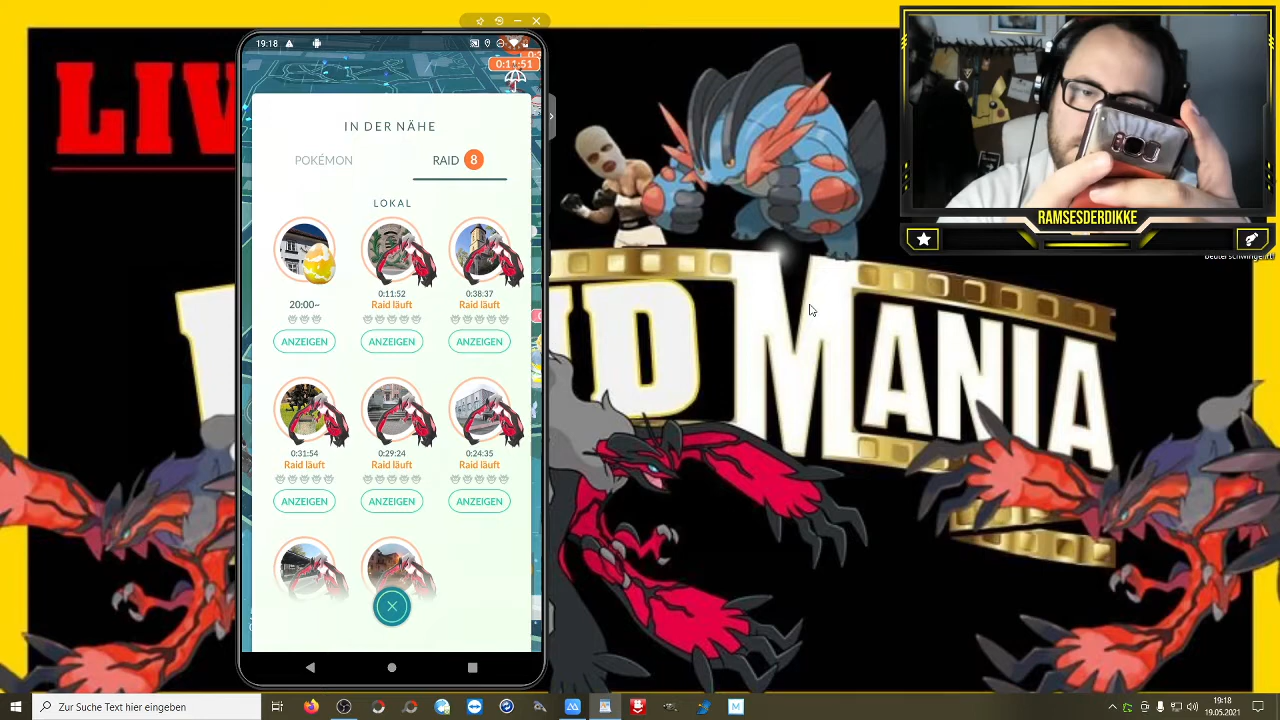 19:18
0:11:51
IN DER NÄHE
POKÉMON
RAID 8
LOKAL
20:00~
0:11:52
0:38:37
Raid läuft
Raid läuft
ANZEIGEN
ANZEIGEN
ANZEIGEN
0:31:54
0:29:24
0:24:35
Raid läuft
Raid läuft
Raid läuft
ANZEIGEN
ANZEIGEN
ANZEIGEN
LIV
D MANIA
RAMSESDERDIKKE
Zur Suche Text hier eingeben
M
19:18
19.05.2021